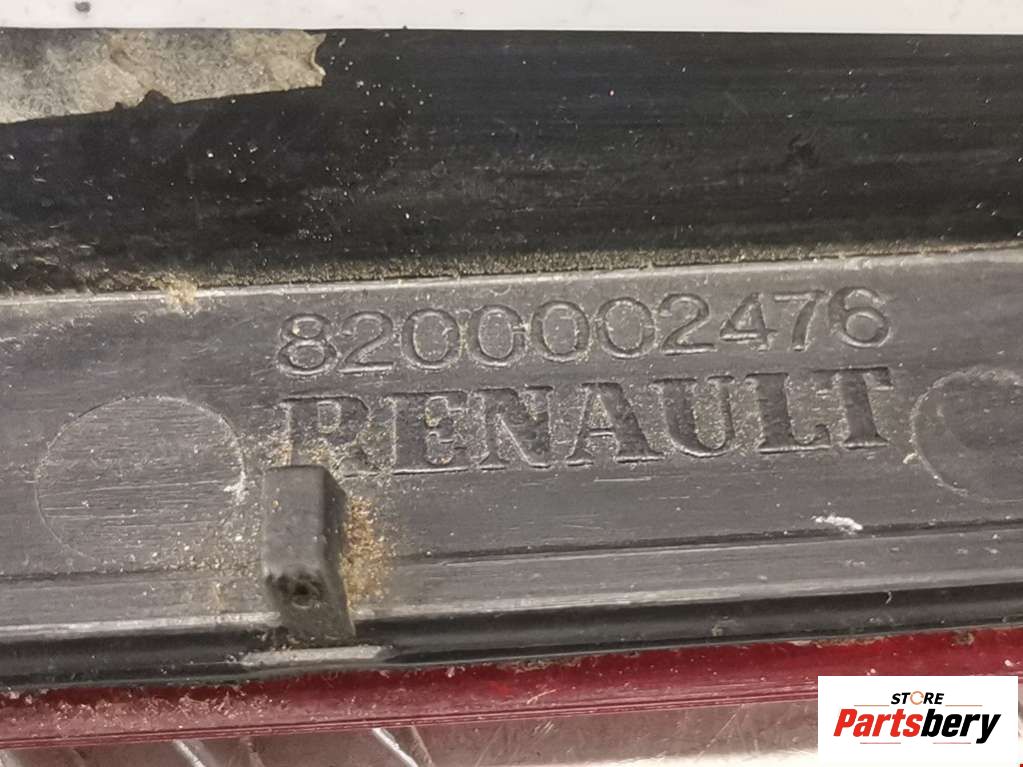 8200002476
RENAULT
STORE
Partsbery